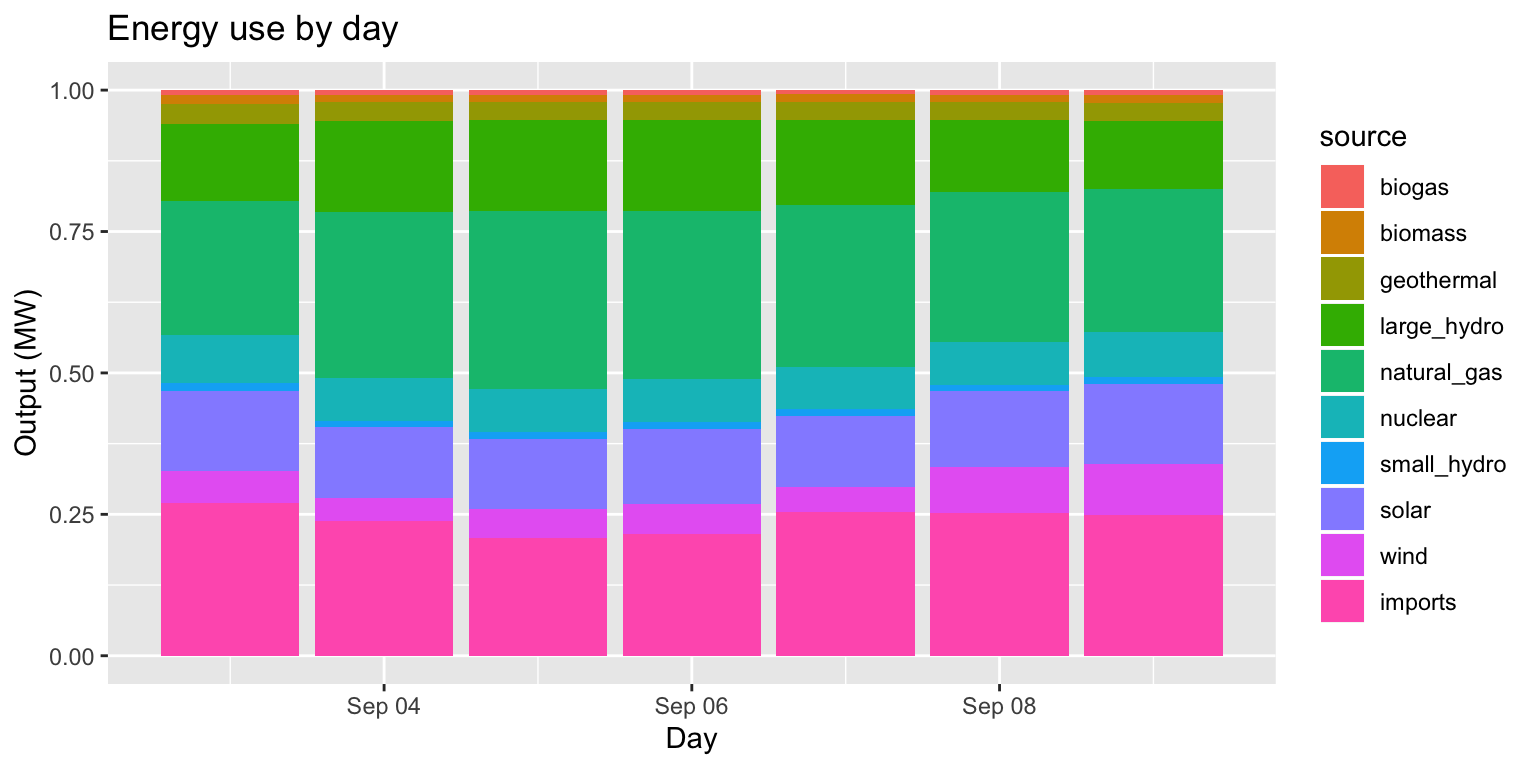 Energy use by day
Output (MW)
1.00
0.75
0.50
0.25
0.00
Sep 04
Sep 06
Sep 08
Day
source
biogas
biomass
geothermal
large_hydro
natural_gas
nuclear
small_hydro
solar
wind
imports